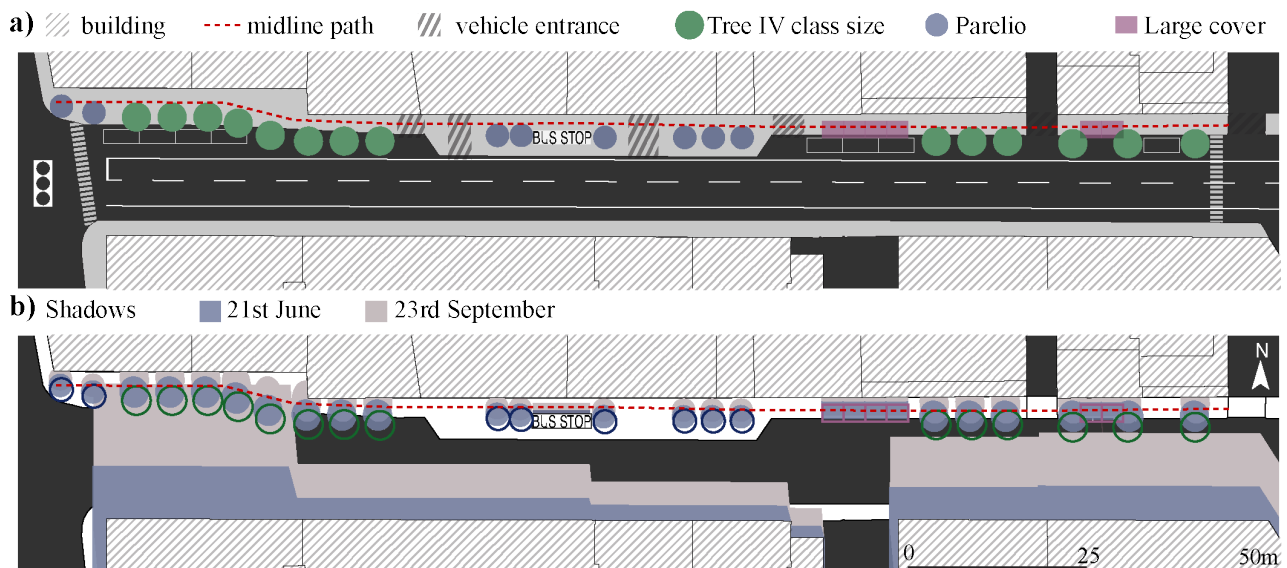 a) building midline path vehicle entrance Tree IV class size Parelio Large cover
BUS STOP
b) Shadows 21st June 23rd September
N
BUS STOP
0 25 50m